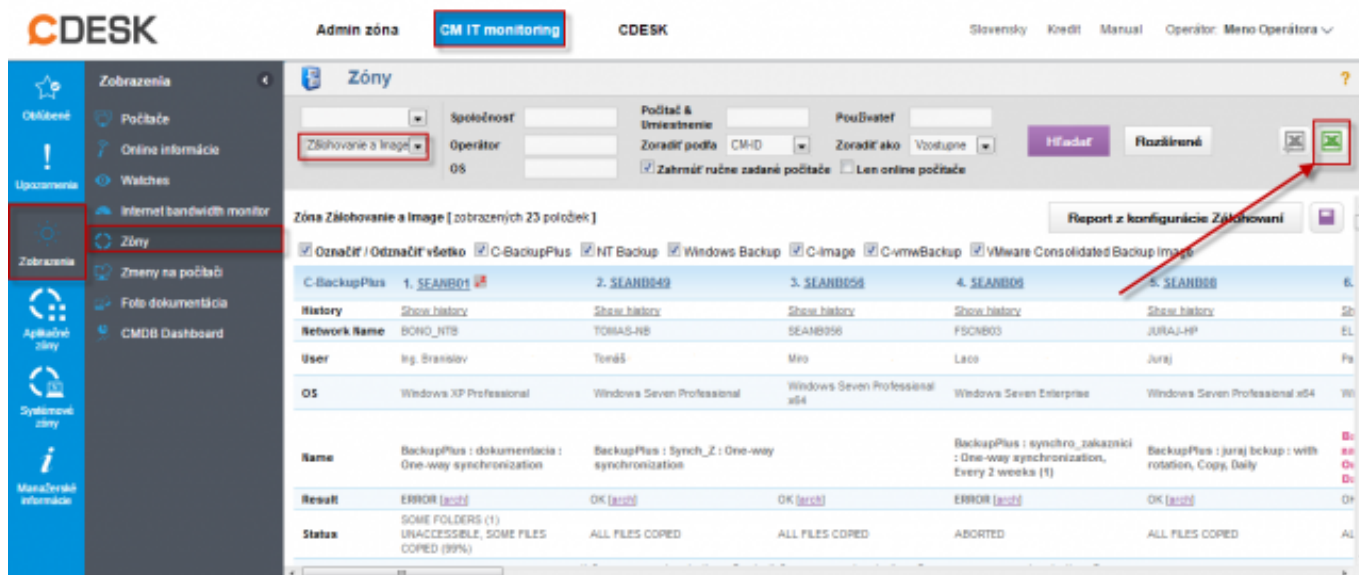 CDESK
Admin zóna
CM IT monitoring
CDESK
Slovensky Kredit Manual Operátor: Meno Operátora
Obľúbené
Upozornenia
Zobrazenia
Aplikačné zóny
Systémové zóny
Manažerské informácie
Zobrazenia
Počítače
Online informácie
Watches
Internet bandwidth monitor
Zóny
Zmeny na počítači
Foto dokumentácia
CMDB Dashboard
Zóny
?
Spoločnosť
Počítač & Umiestnenie
Používateľ
Zálohovanie a Image
Operátor
Zoradiť podľa CM-ID
Zoradiť ako Vzostupne
Hľadať
Rozšírené
OS
Zahrnúť ručne zadané počítače
Len online počítače
Zóna Zálohovanie a Image [ zobrazených 23 položiek ]
Report z konfigurácie Zálohovaní
Označiť / Odznačiť všetko C-BackupPlus NT Backup Windows Backup C-Image C-vmwBackup VMware Consolidated Backup Image
C-BackupPlus 1. SEANB01 2. SEANB049 3. SEANB056 4. SEANB06 5. SEANB08 6.
History Show history Show history Show history Show history Show history
Network Name BONO_NTB TOMAS-NB SEANB056 FSCNB03 JURAJ-HP EL
User Ing. Branislav Tomáš Miro Laco Juraj
OS Windows XP Professional Windows Seven Professional Windows Seven Professional x64 Windows Seven Enterprise Windows Seven Professional x64
Name BackupPlus : dokumentacia : One-way synchronization BackupPlus : Synch_Z : One-way synchronization BackupPlus : synchro_zakaznici : One-way synchronization, Every 2 weeks (1) BackupPlus : juraj bckup : with rotation, Copy, Daily
Result ERROR [arch] OK [arch] OK [arch] ERROR [arch] OK [arch]
Status SOME FOLDERS (1) UNACCESSIBLE, SOME FILES COPIED (99%) ALL FILES COPIED ALL FILES COPIED ABORTED ALL FILES COPIED